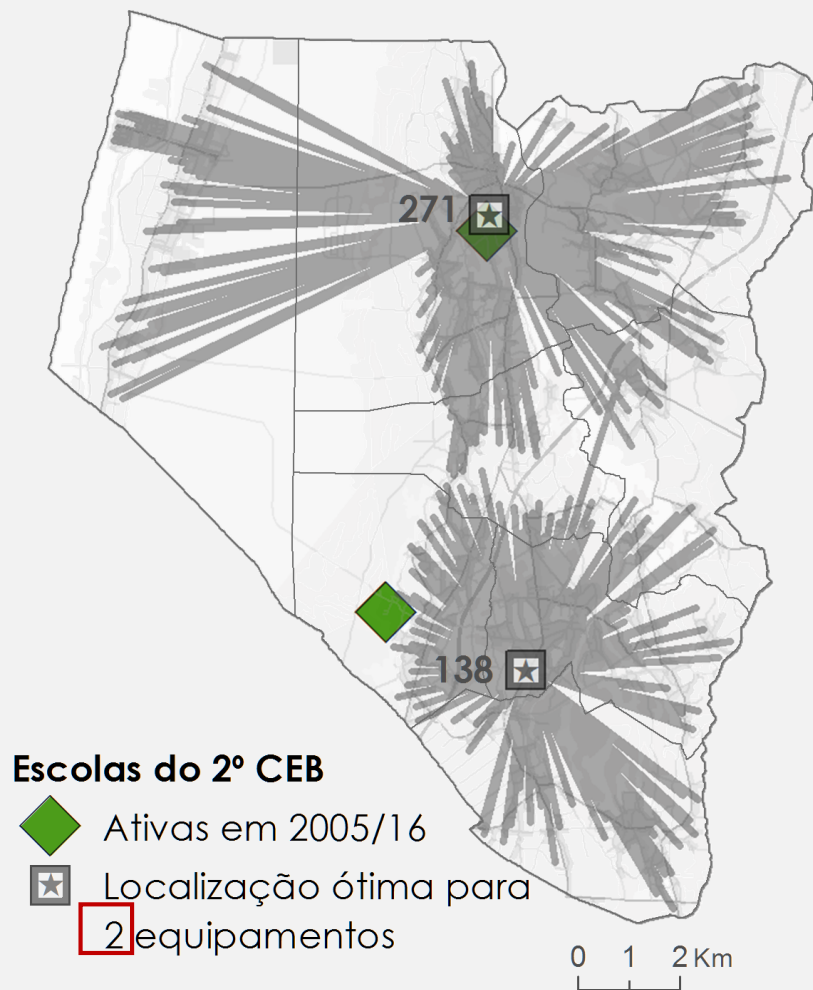 271
138
Escolas do 2º CEB
Ativas em 2005/16
Localização ótima para
2 equipamentos
0 1 2 Km